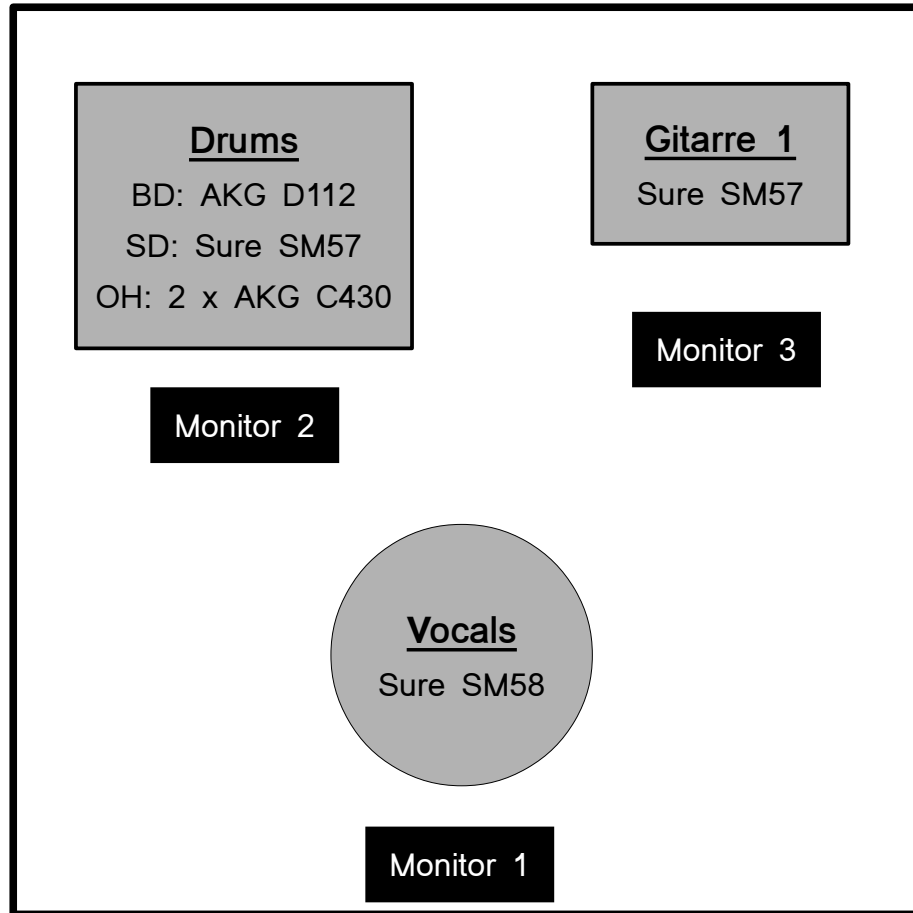 Drums
BD: AKG D112
SD: Sure SM57
OH: 2 x AKG C430
Monitor 2
Gitarre 1
Sure SM57
Monitor 3
Vocals
Sure SM58
Monitor 1